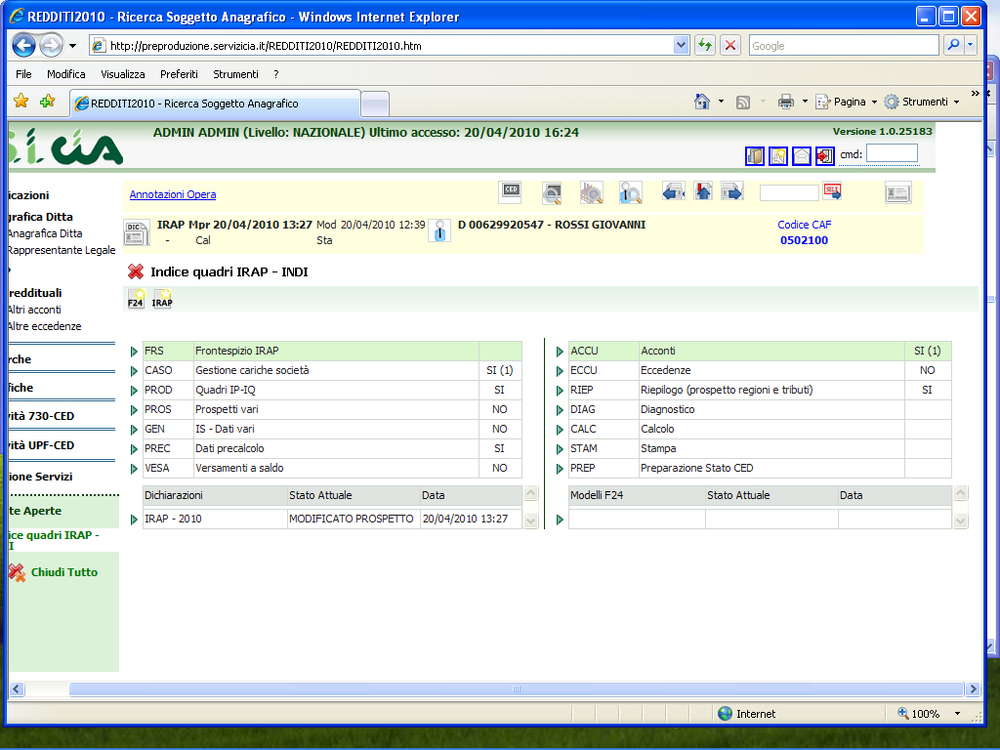 REDDITI2010 - Ricerca Soggetto Anagrafico - Windows Internet Explorer
http://preproduzione.servizicia.it/REDDITI2010/REDDITI2010.htm
Google
File Modifica Visualizza Preferiti Strumenti ?
REDDITI2010 - Ricerca Soggetto Anagrafico
Pagina Strumenti »
ADMIN ADMIN (Livello: NAZIONALE) Ultimo accesso: 20/04/2010 16:24
Versione 1.0.25183
s.i. cia
cmd:
Annotazioni Opera
CED
SELE
DIC
IRAP Mpr 20/04/2010 13:27 Mod 20/04/2010 12:39
- Cal Sta
D 00629920547 - ROSSI GIOVANNI
Codice CAF
0502100
Indice quadri IRAP - INDI
F24 IRAP
icazioni
grafica Ditta
Anagrafica Ditta
Rappresentante Legale
reddituali
Altri acconti
Altre eccedenze
rche
fiche
vità 730-CED
vità UPF-CED
ione Servizi
te Aperte
ice quadri IRAP -
I
Chiudi Tutto
FRS Frontespizio IRAP
CASO Gestione cariche società SI (1)
PROD Quadri IP-IQ SI
PROS Prospetti vari NO
GEN IS - Dati vari NO
PREC Dati precalcolo SI
VESA Versamenti a saldo NO
Dichiarazioni Stato Attuale Data
IRAP - 2010 MODIFICATO PROSPETTO 20/04/2010 13:27
ACCU Acconti SI (1)
ECCU Eccedenze NO
RIEP Riepilogo (prospetto regioni e tributi) SI
DIAG Diagnostico
CALC Calcolo
STAM Stampa
PREP Preparazione Stato CED
Modelli F24 Stato Attuale Data
Internet
100%